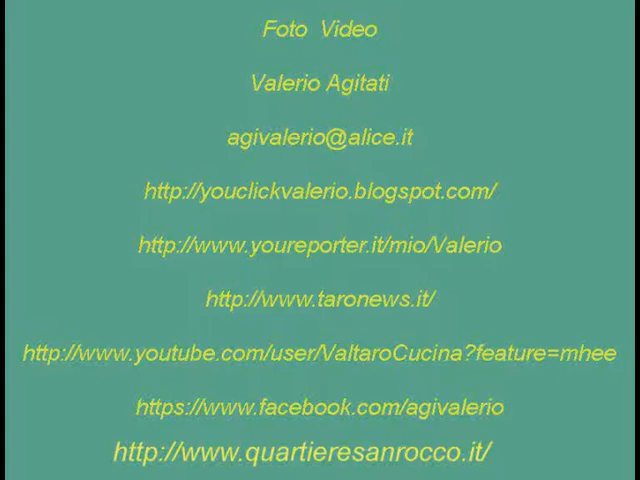 Foto Video
Valerio Agitati
agivalerio@alice.it
http://youclickvalerio.blogspot.com/
http://www.youreporter.it/mio/Valerio
http://www.taronews.it/
http://www.youtube.com/user/ValtaroCucina?feature=mhee
https://www.facebook.com/agivalerio
http://www.quartieresanrocco.it/